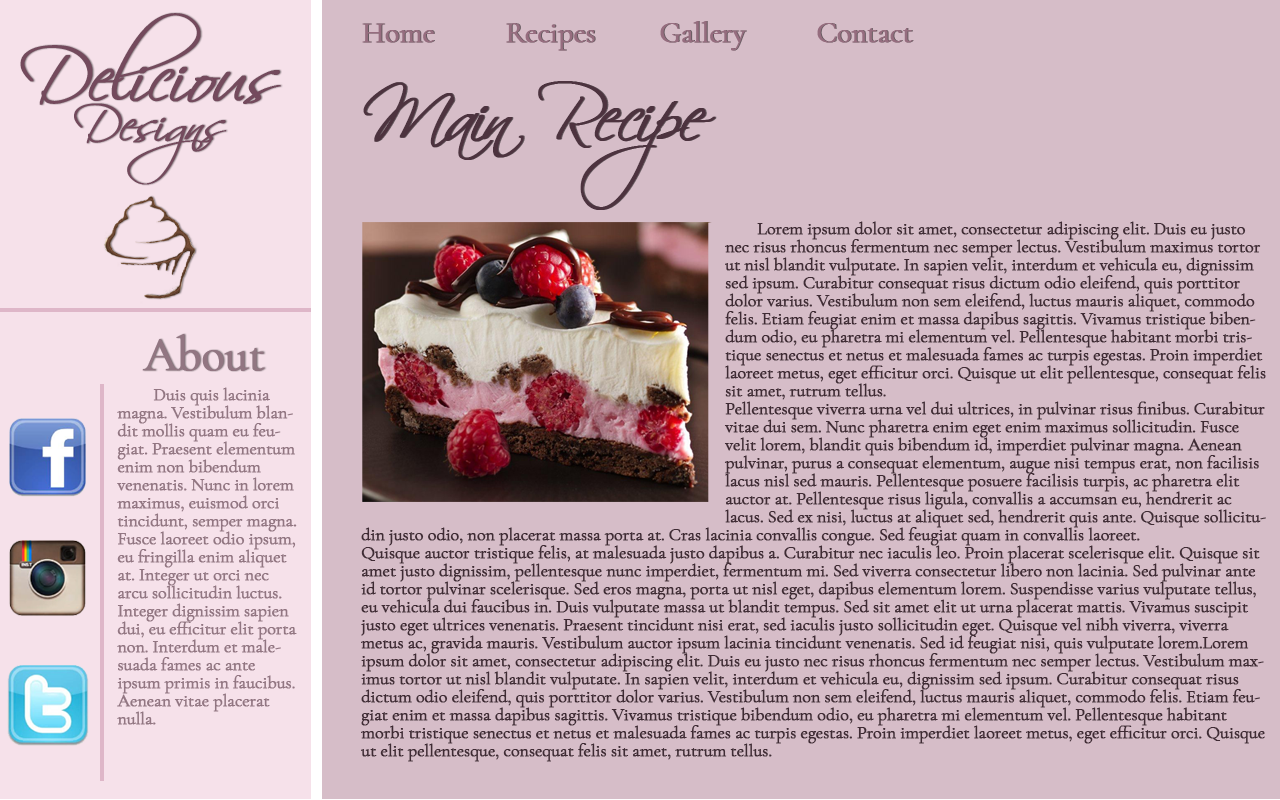 Delicious
Designs
About
Duis quis lacinia
magna. Vestibulum blan-
dit mollis quam eu feu-
giat. Praesent elementum
enim non bibendum
venenatis. Nunc in lorem
maximus, euismod orci
tincidunt, semper magna.
Fusce laoreet odio ipsum,
eu fringilla enim aliquet
at. Integer ut orci nec
arcu sollicitudin luctus.
Integer dignissim sapien
dui, eu efficitur elit porta
non. Interdum et male-
suada fames ac ante
ipsum primis in faucibus.
Aenean vitae placerat
nulla.
Home Recipes Gallery Contact
Main Recipe
Lorem ipsum dolor sit amet, consectetur adipiscing elit. Duis eu justo
nec risus rhoncus fermentum nec semper lectus. Vestibulum maximus tortor
ut nisl blandit vulputate. In sapien velit, interdum et vehicula eu, dignissim
sed ipsum. Curabitur consequat risus dictum odio eleifend, quis porttitor
dolor varius. Vestibulum non sem eleifend, luctus mauris aliquet, commodo
felis. Etiam feugiat enim et massa dapibus sagittis. Vivamus tristique biben-
dum odio, eu pharetra mi elementum vel. Pellentesque habitant morbi tris-
tique senectus et netus et malesuada fames ac turpis egestas. Proin imperdiet
laoreet metus, eget efficitur orci. Quisque ut elit pellentesque, consequat felis
sit amet, rutrum tellus.
Pellentesque viverra urna vel dui ultrices, in pulvinar risus finibus. Curabitur
vitae dui sem. Nunc pharetra enim eget enim maximus sollicitudin. Fusce
velit lorem, blandit quis bibendum id, imperdiet pulvinar magna. Aenean
pulvinar, purus a consequat elementum, augue nisi tempus erat, non facilisis
lacus nisl sed mauris. Pellentesque posuere facilisis turpis, ac pharetra elit
auctor at. Pellentesque risus ligula, convallis a accumsan eu, hendrerit ac
lacus. Sed ex nisi, luctus at aliquet sed, hendrerit quis ante. Quisque sollicitu-
din justo odio, non placerat massa porta at. Cras lacinia convallis congue. Sed feugiat quam in convallis laoreet.
Quisque auctor tristique felis, at malesuada justo dapibus a. Curabitur nec iaculis leo. Proin placerat scelerisque elit. Quisque sit
amet justo dignissim, pellentesque nunc imperdiet, fermentum mi. Sed viverra consectetur libero non lacinia. Sed pulvinar ante
id tortor pulvinar scelerisque. Sed eros magna, porta ut nisl eget, dapibus elementum lorem. Suspendisse varius vulputate tellus,
eu vehicula dui faucibus in. Duis vulputate massa ut blandit tempus. Sed sit amet elit ut urna placerat mattis. Vivamus suscipit
justo eget ultrices venenatis. Praesent tincidunt nisi erat, sed iaculis justo sollicitudin eget. Quisque vel nibh viverra, viverra
metus ac, gravida mauris. Vestibulum auctor ipsum lacinia tincidunt venenatis. Sed id feugiat nisi, quis vulputate lorem.Lorem
ipsum dolor sit amet, consectetur adipiscing elit. Duis eu justo nec risus rhoncus fermentum nec semper lectus. Vestibulum max-
imus tortor ut nisl blandit vulputate. In sapien velit, interdum et vehicula eu, dignissim sed ipsum. Curabitur consequat risus
dictum odio eleifend, quis porttitor dolor varius. Vestibulum non sem eleifend, luctus mauris aliquet, commodo felis. Etiam feu-
giat enim et massa dapibus sagittis. Vivamus tristique bibendum odio, eu pharetra mi elementum vel. Pellentesque habitant
morbi tristique senectus et netus et malesuada fames ac turpis egestas. Proin imperdiet laoreet metus, eget efficitur orci. Quisque
ut elit pellentesque, consequat felis sit amet, rutrum tellus.